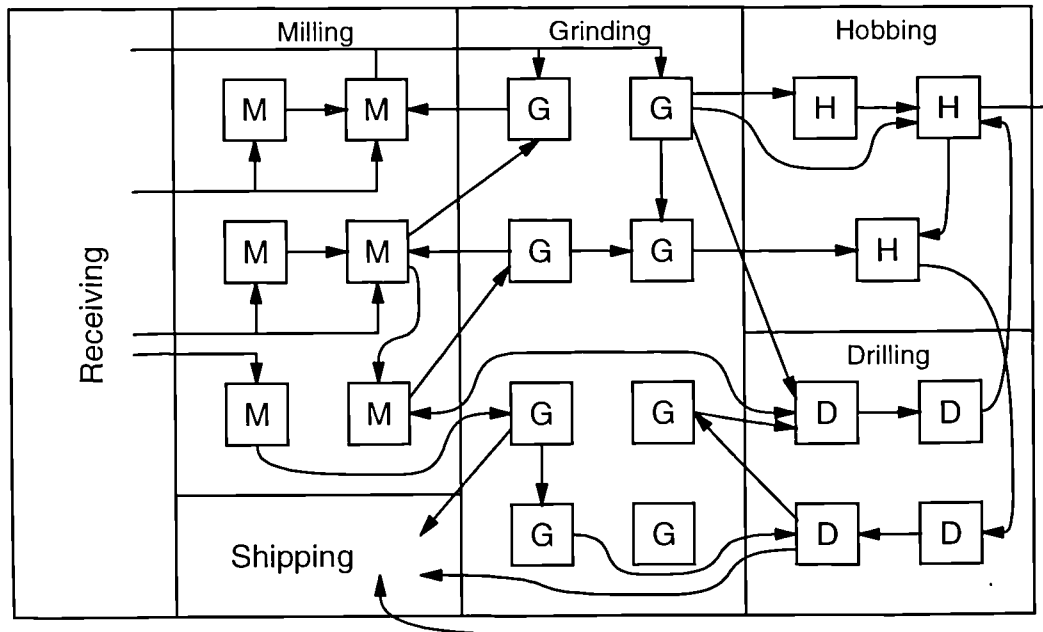 Milling Grinding Hobbing
M M G G H H
M M G G H
Receiving
Drilling
M M G G D D
G G D D
Shipping